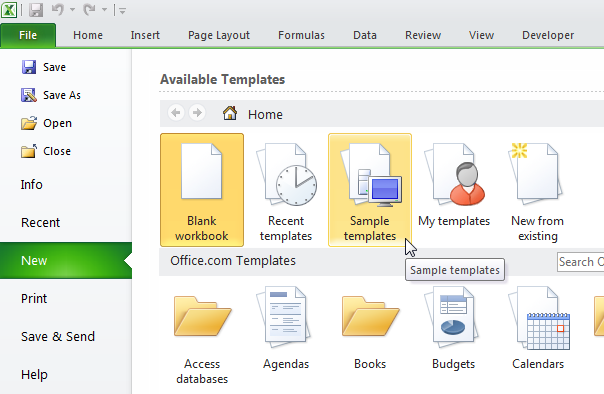 File Home Insert Page Layout Formulas Data Review View Developer
Save
Save As
Open
Close
Info
Recent
New
Print
Save & Send
Help
Available Templates
Home
Blank workbook
Recent templates
Sample templates
My templates
New from existing
Office.com Templates
Search O
Sample templates
Access databases
Agendas
Books
Budgets
Calendars